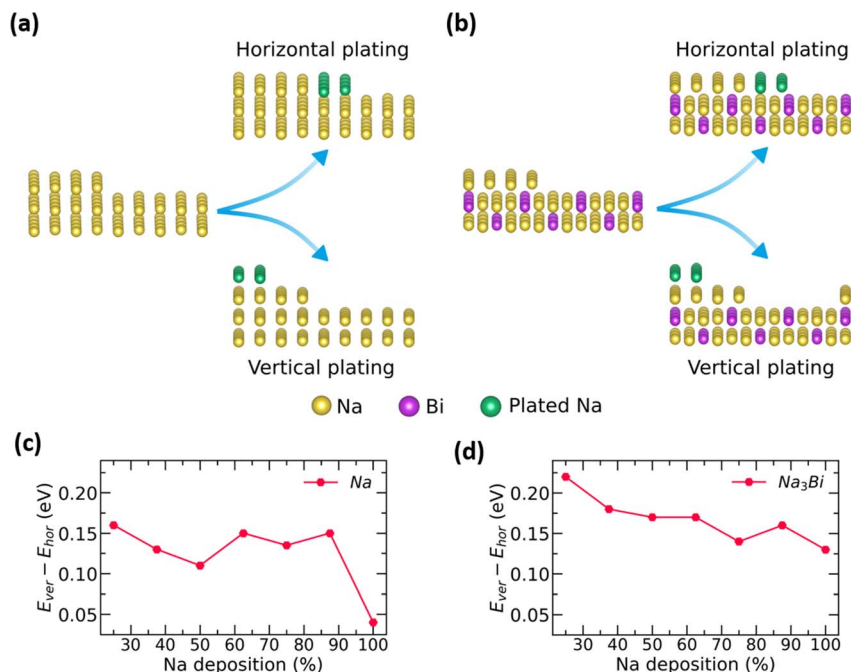 (a)
Horizontal plating
Vertical plating
(b)
Horizontal plating
Vertical plating
Na
Bi
Plated Na
(c)
E_ver − E_hor (eV)
0.20
0.15
0.10
0.05
Na
30 40 50 60 70 80 90 100
Na deposition (%)
(d)
E_ver − E_hor (eV)
0.20
0.15
0.10
0.05
Na₃Bi
30 40 50 60 70 80 90 100
Na deposition (%)